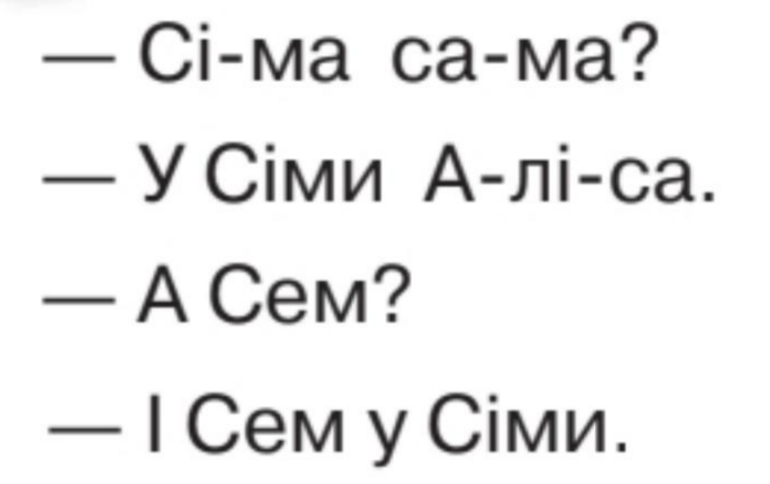 — Сі-ма са-ма?
— У Сіми А-лі-са.
— А Сем?
— І Сем у Сіми.